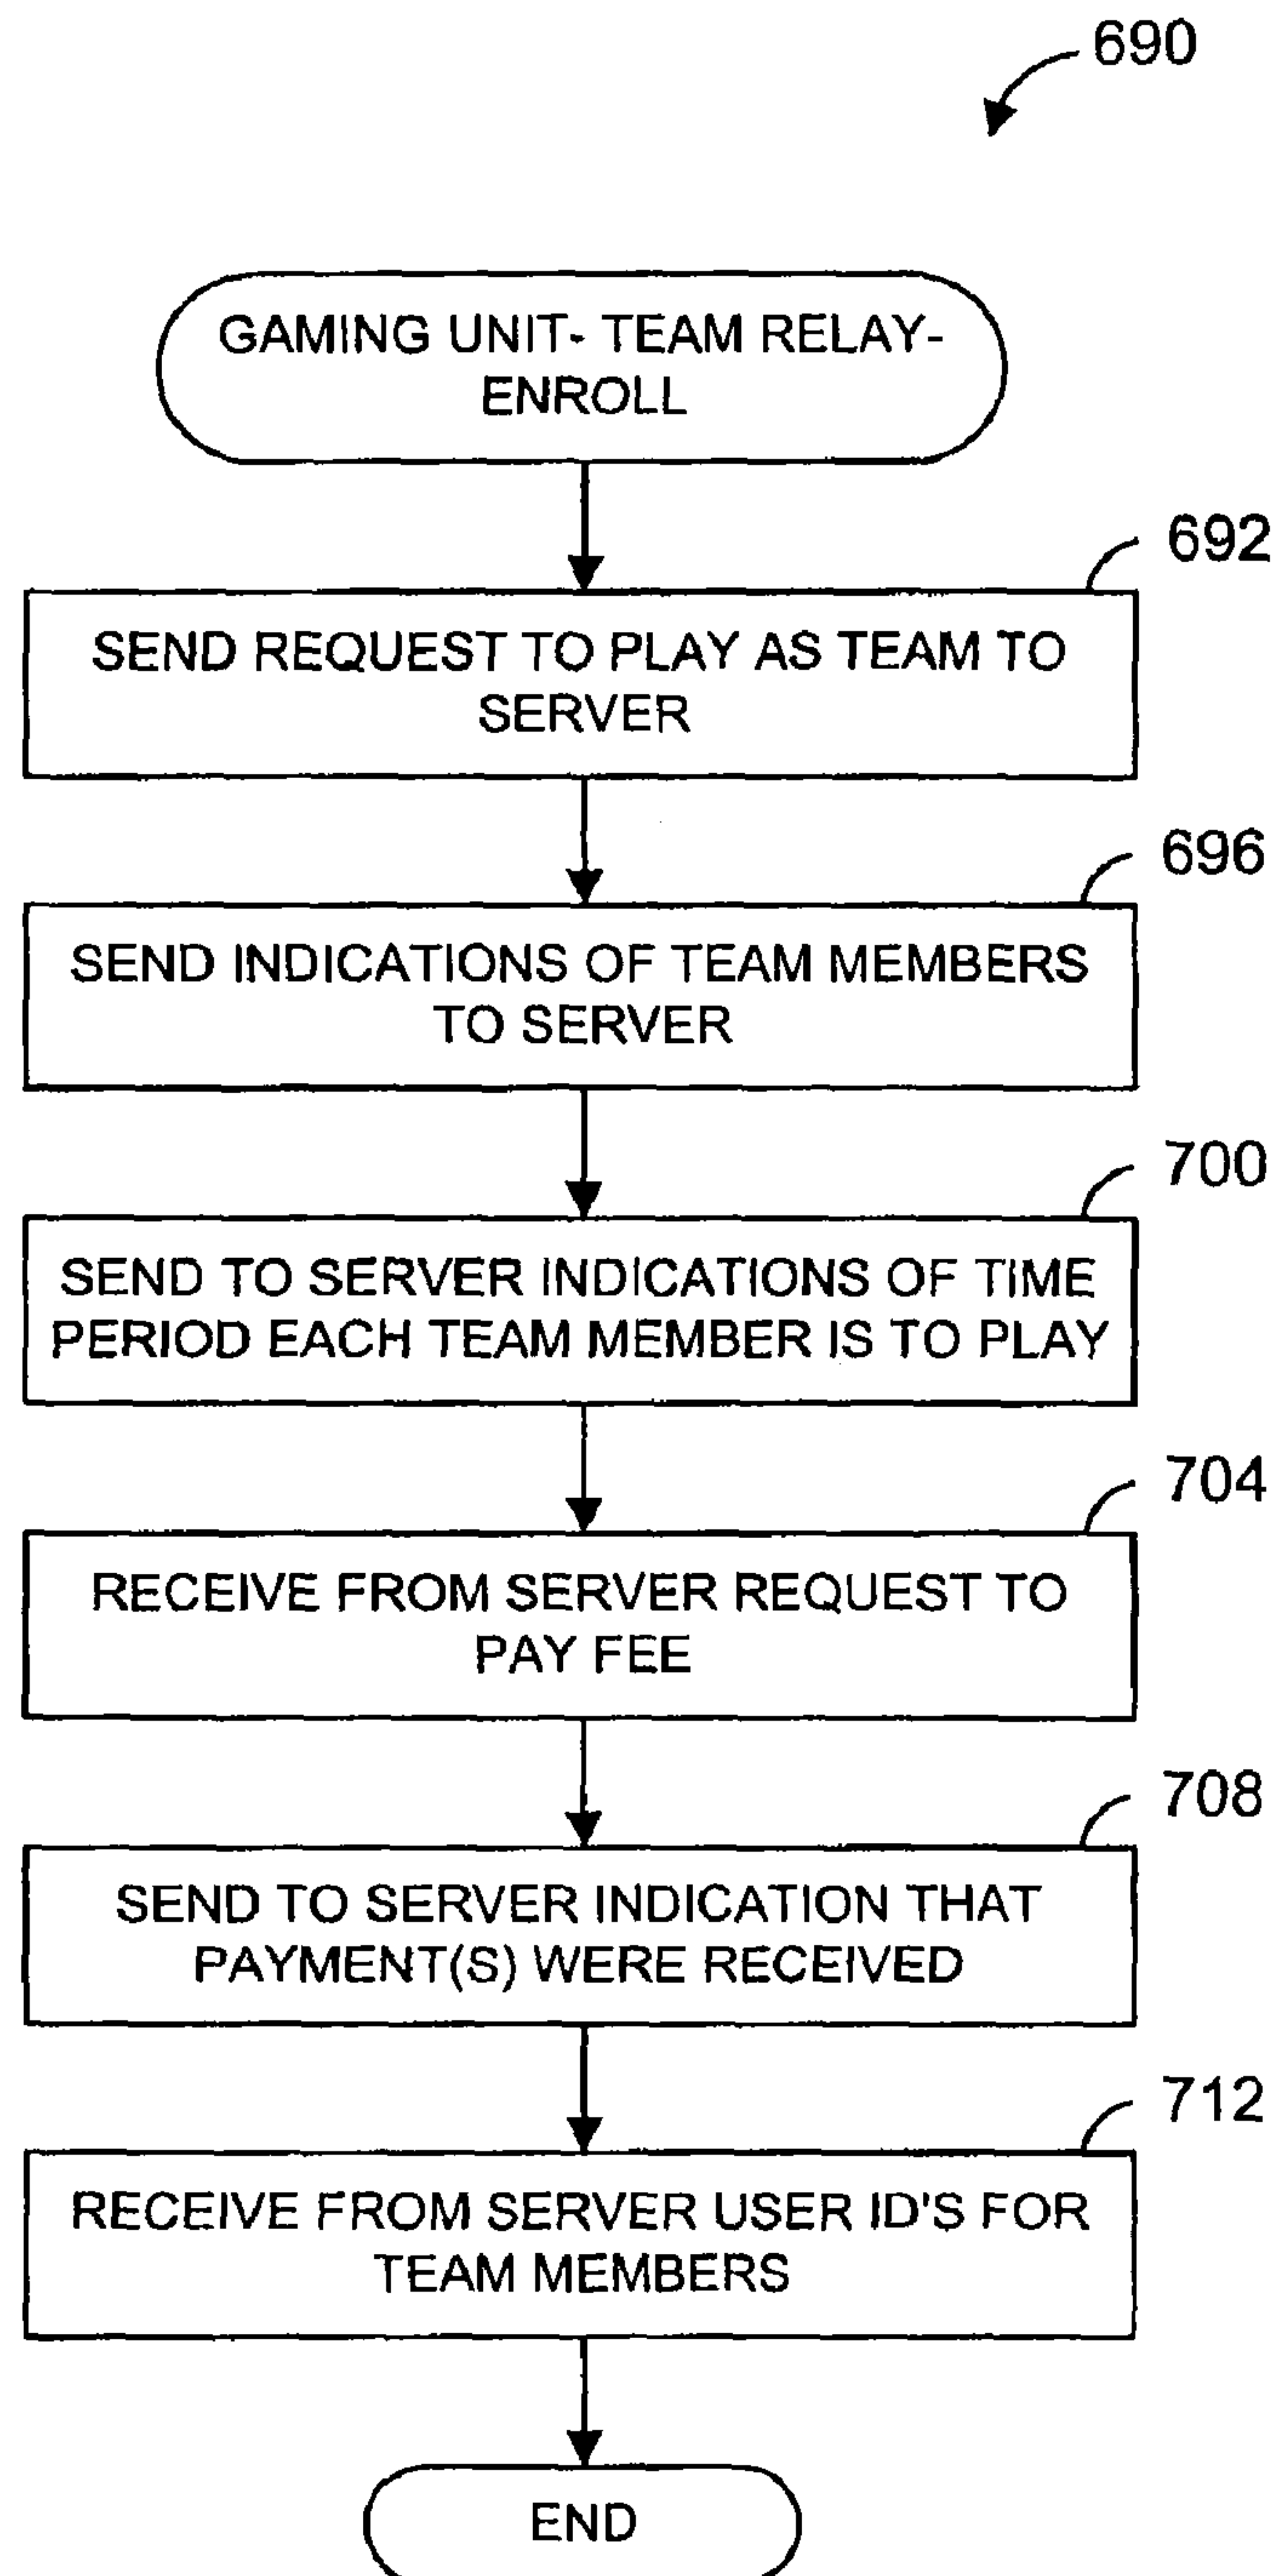 690
GAMING UNIT- TEAM RELAY-
ENROLL
692
SEND REQUEST TO PLAY AS TEAM TO
SERVER
696
SEND INDICATIONS OF TEAM MEMBERS
TO SERVER
700
SEND TO SERVER INDICATIONS OF TIME
PERIOD EACH TEAM MEMBER IS TO PLAY
704
RECEIVE FROM SERVER REQUEST TO
PAY FEE
708
SEND TO SERVER INDICATION THAT
PAYMENT(S) WERE RECEIVED
712
RECEIVE FROM SERVER USER ID'S FOR
TEAM MEMBERS
END